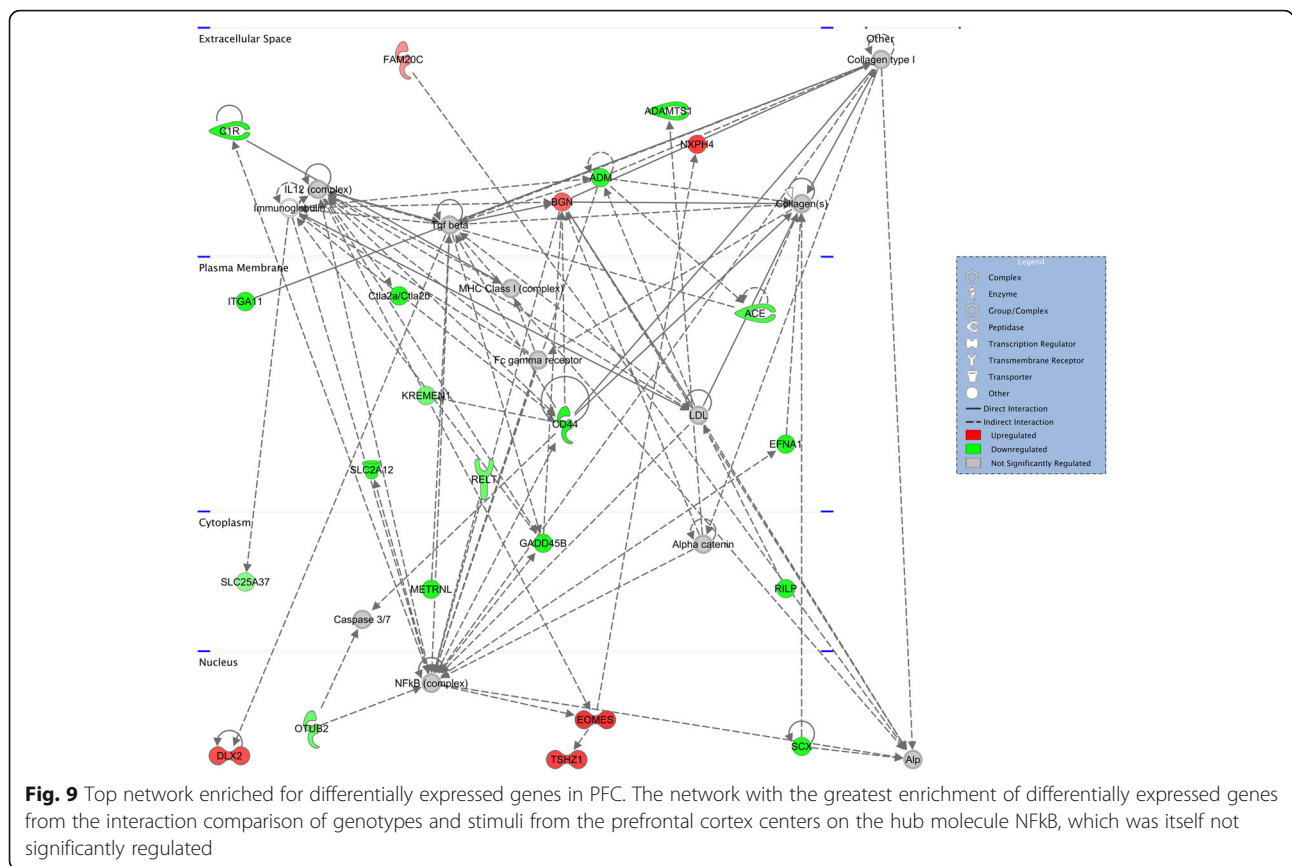 Extracellular Space
Other
Collagen type I
FAM20C
ADAMTS1
C1R
NXPH4
ADM
IL12 (complex)
Immunoglobulin
BGN
Collagen(s)
Tgf beta
Plasma Membrane
MHC Class I (complex)
ITGA11
Ctla2a/Ctla2b
ACE
Fc gamma receptor
KREMEN1
LDL
CD44
EFNA1
SLC2A12
RELT
Cytoplasm
GADD45B
Alpha catenin
SLC25A37
METRNL
RILP
Caspase 3/7
Nucleus
NFkB (complex)
EOMES
OTUB2
DLX2
TSHZ1
SCX
Alp
Legend
Complex
Enzyme
Group/Complex
Peptidase
Transcription Regulator
Transmembrane Receptor
Transporter
Other
Direct Interaction
Indirect Interaction
Upregulated
Downregulated
Not Significantly Regulated
Fig. 9 Top network enriched for differentially expressed genes in PFC. The network with the greatest enrichment of differentially expressed genes
from the interaction comparison of genotypes and stimuli from the prefrontal cortex centers on the hub molecule NFkB, which was itself not
significantly regulated